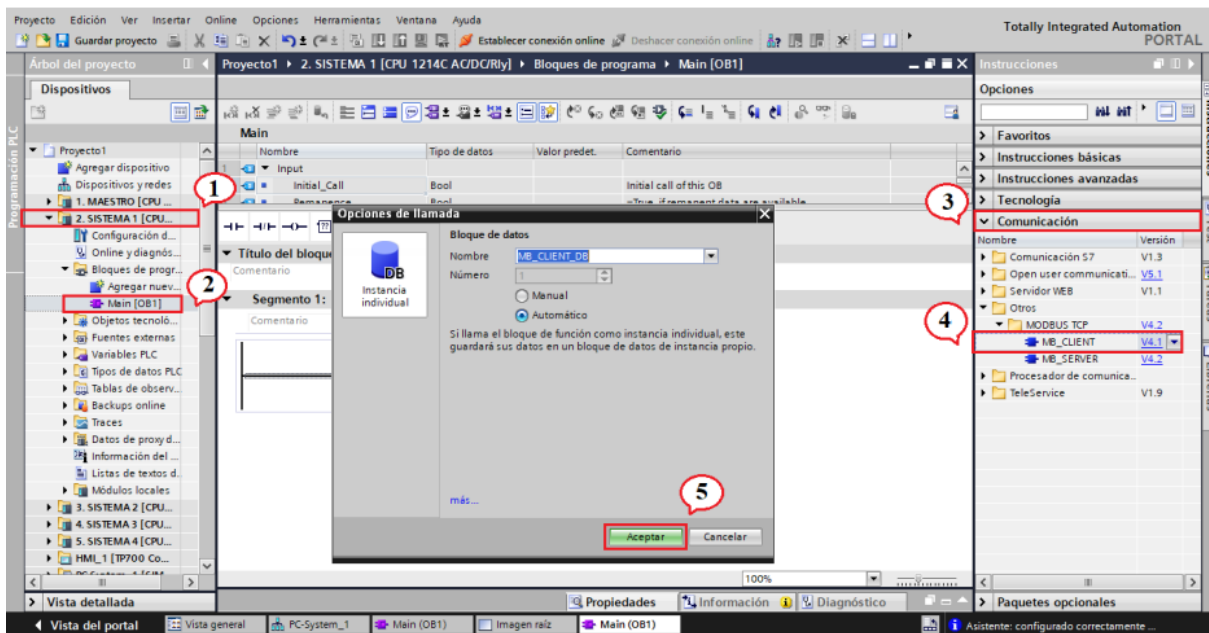 Proyecto Edición Ver Insertar Online Opciones Herramientas Ventana Ayuda
Guardar proyecto Establecer conexión online Deshacer conexión online
Totally Integrated Automation
PORTAL
Árbol del proyecto
Proyecto1 2. SISTEMA 1 [CPU 1214C AC/DC/Rly] Bloques de programa Main [OB1]
Instrucciones
Dispositivos
Opciones
Programación PLC
Proyecto1
Agregar dispositivo
Dispositivos y redes
1. MAESTRO [CPU ...
2. SISTEMA 1 [CPU...
Configuración d...
Online y diagnós...
Bloques de progr...
Agregar nuev...
Main [OB1]
Objetos tecnoló...
Fuentes externas
Variables PLC
Tipos de datos PLC
Tablas de observ...
Backups online
Traces
Datos de proxy d...
Información del ...
Listas de textos d...
Módulos locales
3. SISTEMA 2 [CPU...
4. SISTEMA 3 [CPU...
5. SISTEMA 4 [CPU...
HMI_1 [TP700 Co...
Vista detallada
1
2
Main
Nombre Tipo de datos Valor predet. Comentario
1 Input
Initial_Call Bool Initial call of this OB
Remanence Bool =True, if remanent data are available
Título del bloque
Comentario
Segmento 1:
Comentario
Opciones de llamada
DB
Instancia
individual
Bloque de datos
Nombre MB_CLIENT_DB
Número 1
Manual
Automático
Si llama el bloque de función como instancia individual, este
guardará sus datos en un bloque de datos de instancia propio.
más...
5
Aceptar Cancelar
100%
Propiedades Información Diagnóstico
Favoritos
Instrucciones básicas
Instrucciones avanzadas
Tecnología
3
Comunicación
Nombre Versión
Comunicación S7 V1.3
Open user communicati... V5.1
Servidor WEB V1.1
Otros
4
MODBUS TCP V4.2
MB_CLIENT V4.1
MB_SERVER V4.2
Procesador de comunica...
TeleService V1.9
Paquetes opcionales
Vista del portal Vista general PC-System_1 Main (OB1) Imagen raíz Main (OB1) Asistente: configurado correctamente ...